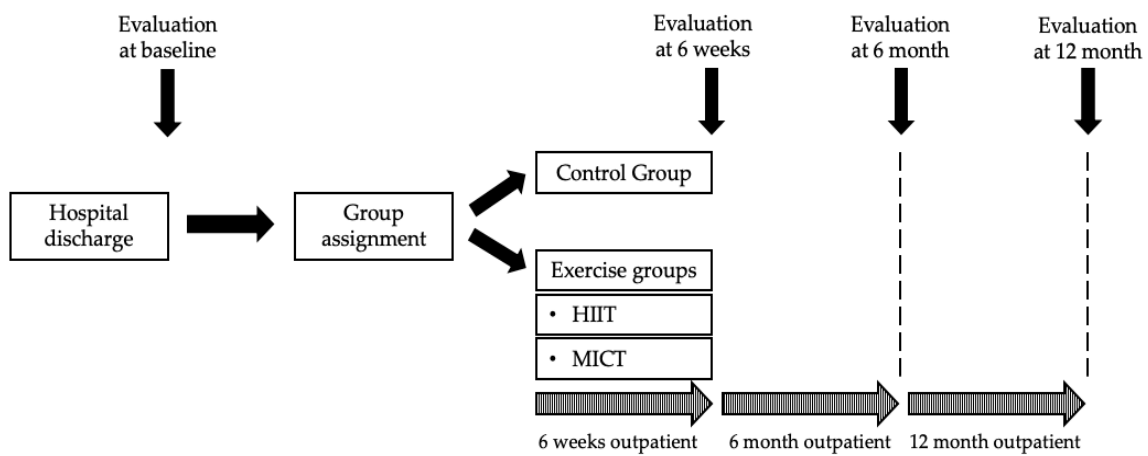 Evaluation
at baseline
Evaluation
at 6 weeks
Evaluation
at 6 month
Evaluation
at 12 month
Hospital
discharge
Group
assignment
Control Group
Exercise groups
• HIIT
• MICT
6 weeks outpatient
6 month outpatient
12 month outpatient